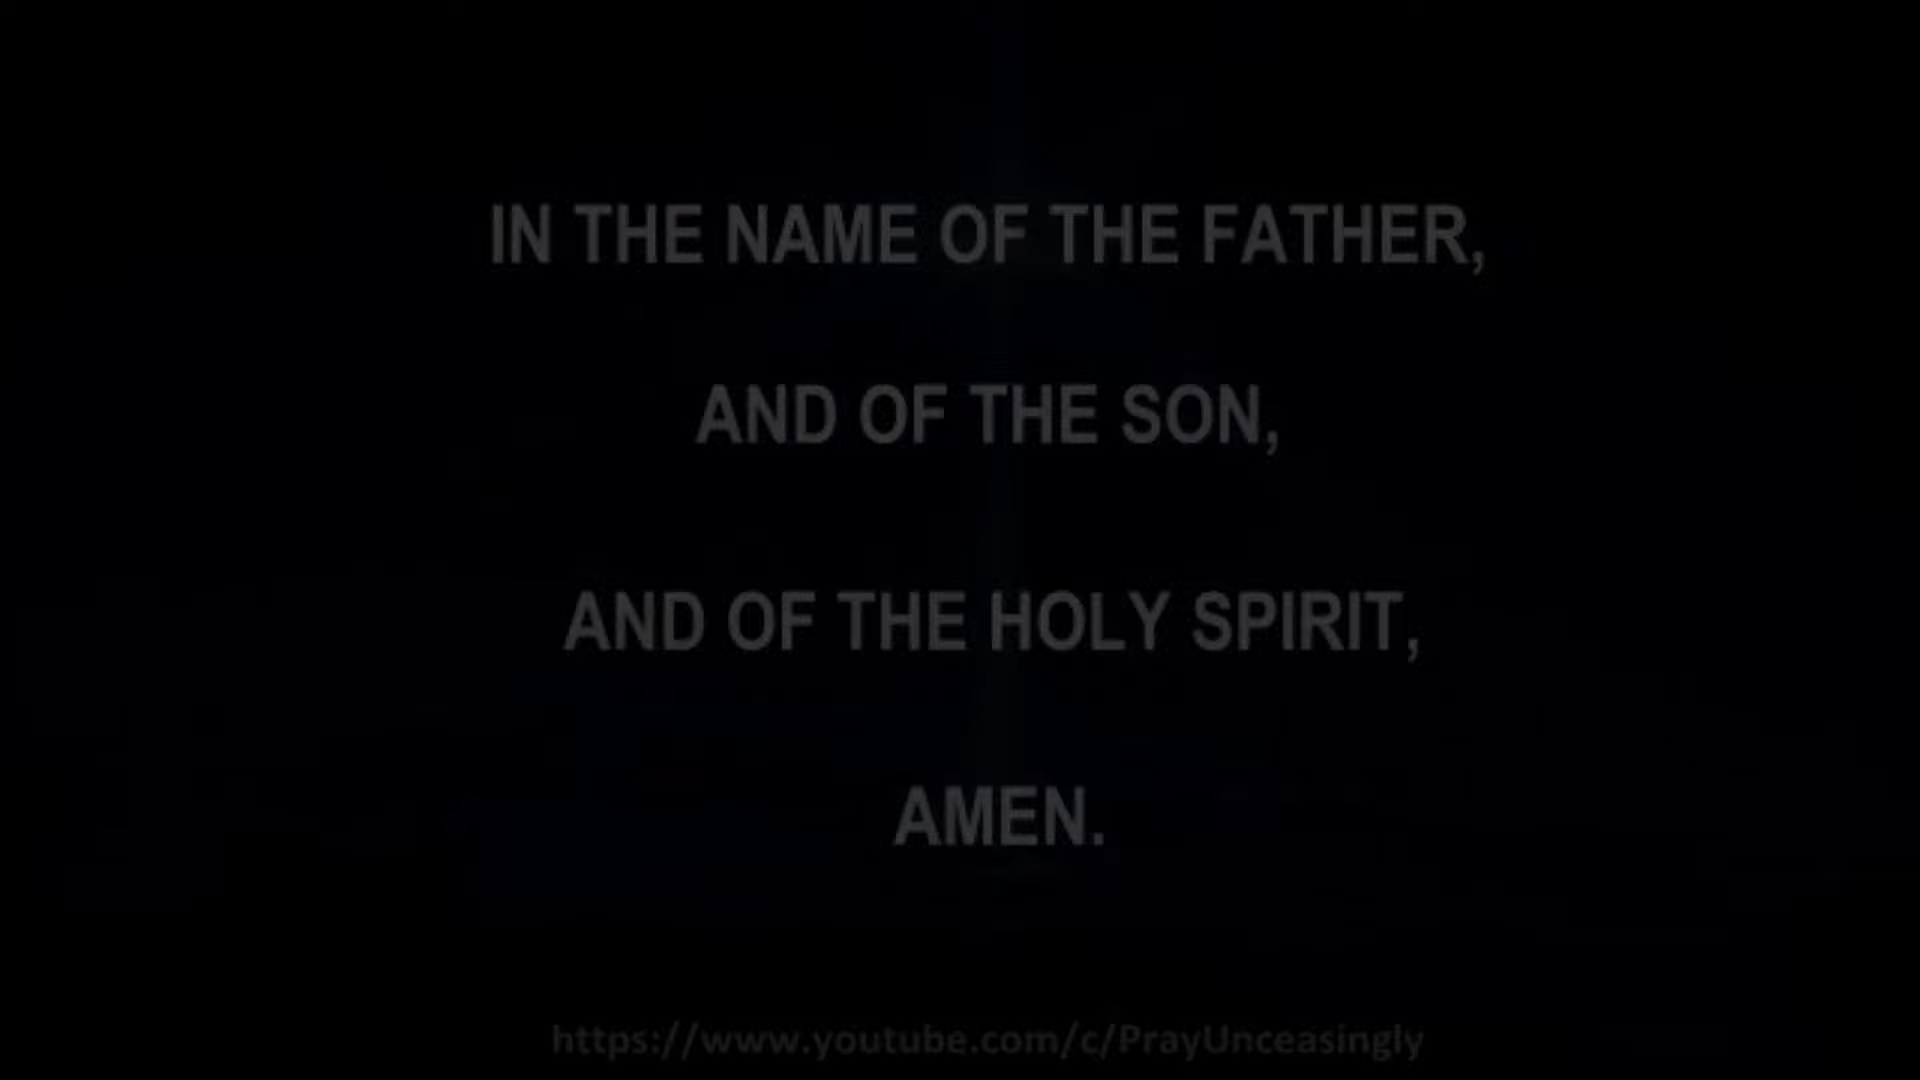 IN THE NAME OF THE FATHER,
AND OF THE SON,
AND OF THE HOLY SPIRIT,
AMEN.
https://www.youtube.com/c/PrayUnceasingly